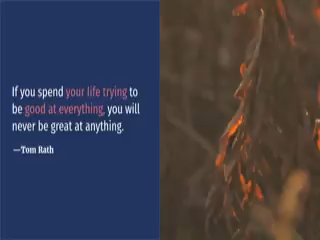 If you spend your life trying to
be good at everything, you will
never be great at anything.
—Tom Rath